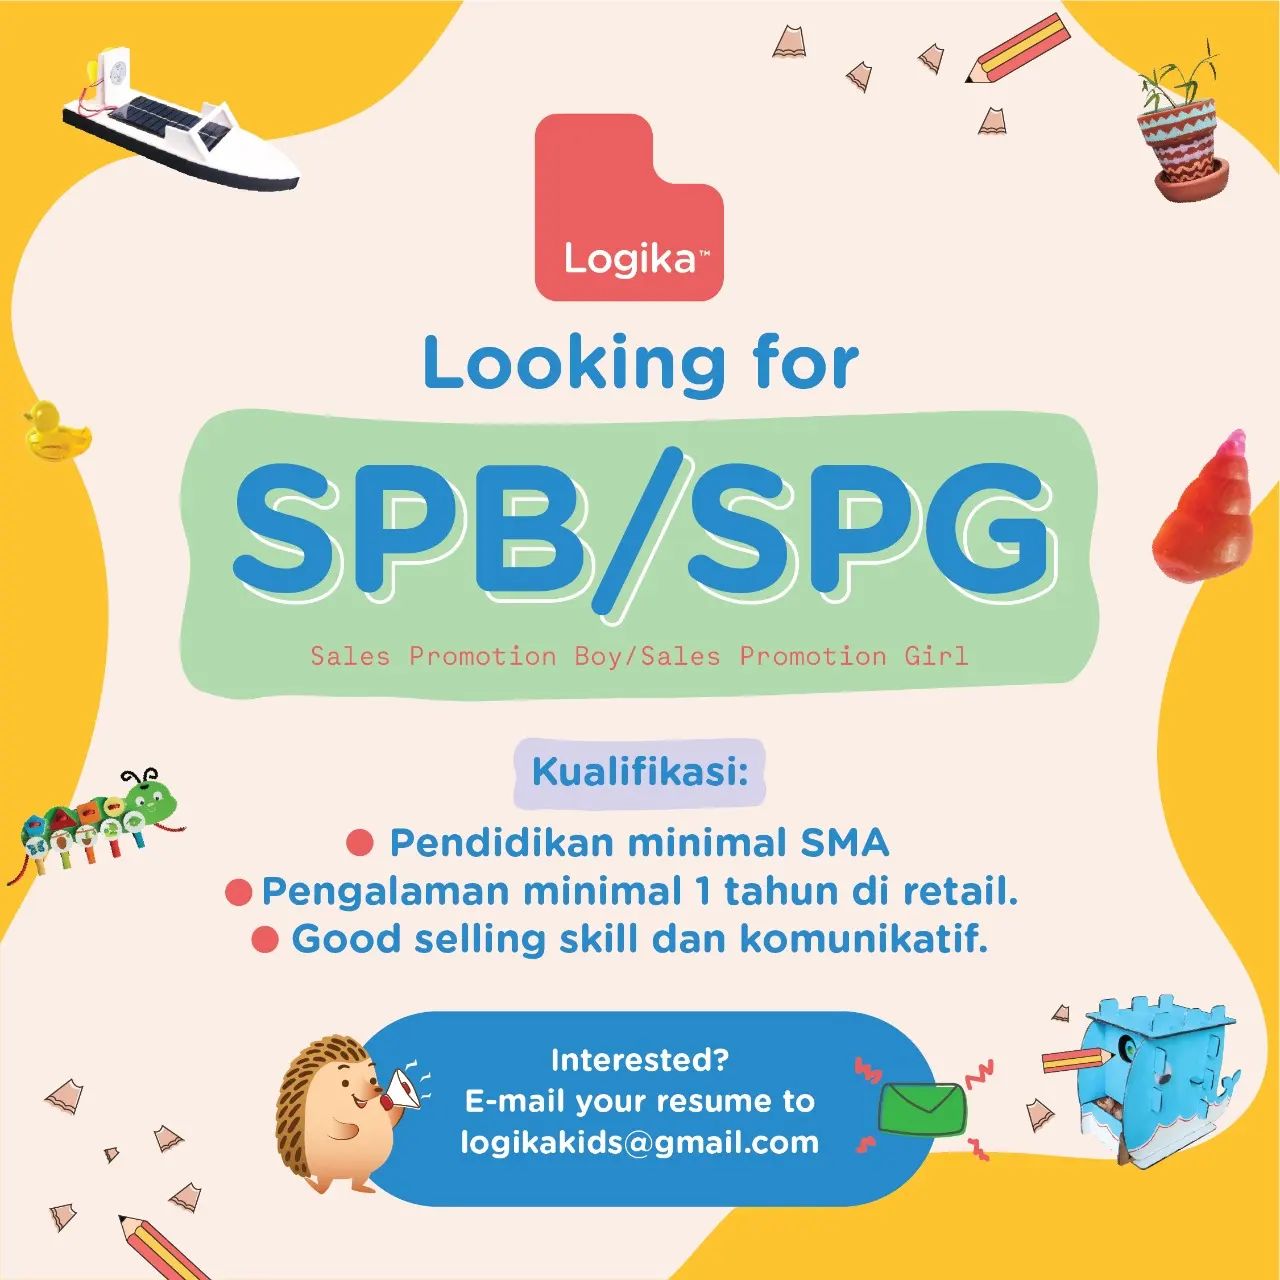 Logika™
Looking for
SPB/SPG
Sales Promotion Boy/Sales Promotion Girl
Kualifikasi:
● Pendidikan minimal SMA
● Pengalaman minimal 1 tahun di retail.
● Good selling skill dan komunikatif.
Interested?
E-mail your resume to
logikakids@gmail.com